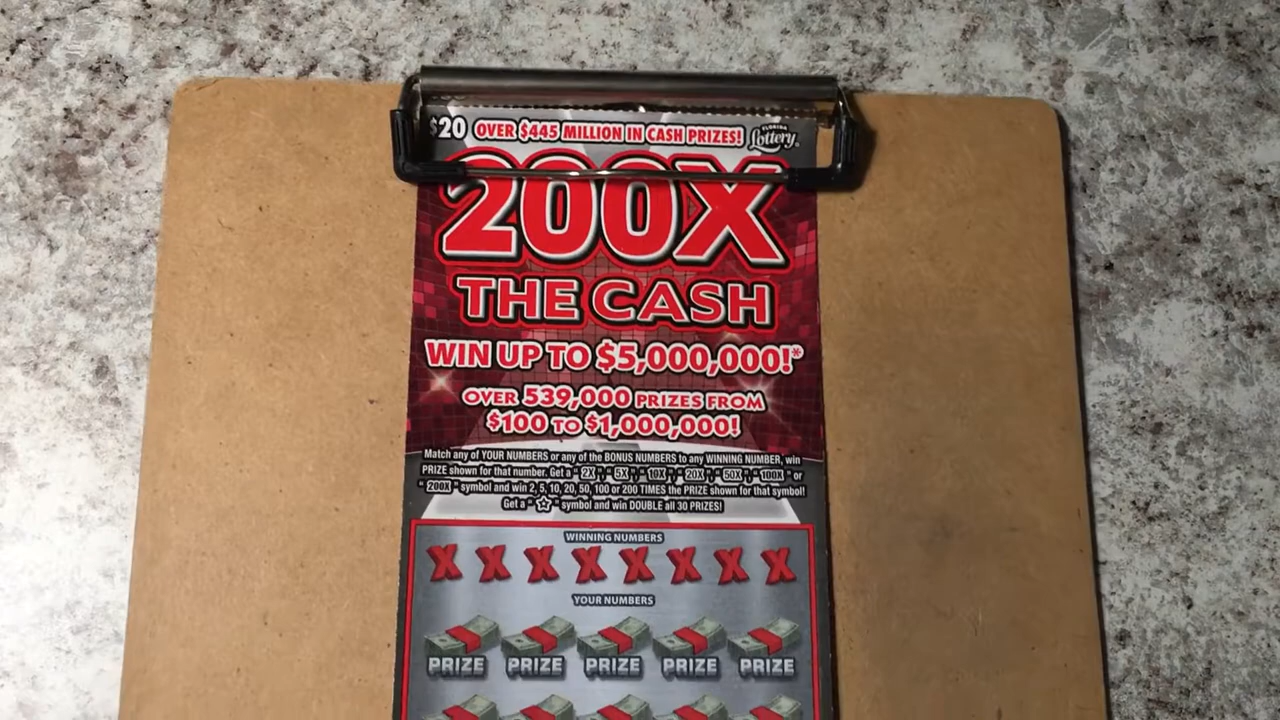 $20 OVER $445 MILLION IN CASH PRIZES! FLORIDA Lottery
200X
THE CASH
WIN UP TO $5,000,000!*
OVER 539,000 PRIZES FROM
$100 TO $1,000,000!
Match any of YOUR NUMBERS or any of the BONUS NUMBERS to any WINNING NUMBER, win
PRIZE shown for that number. Get a "2X", "5X", "10X", "20X", "50X", "100X" or
"200X" symbol and win 2, 5, 10, 20, 50, 100 or 200 TIMES the PRIZE shown for that symbol!
Get a "☆" symbol and win DOUBLE all 30 PRIZES!
WINNING NUMBERS
X X X X X X X X
YOUR NUMBERS
PRIZE PRIZE PRIZE PRIZE PRIZE